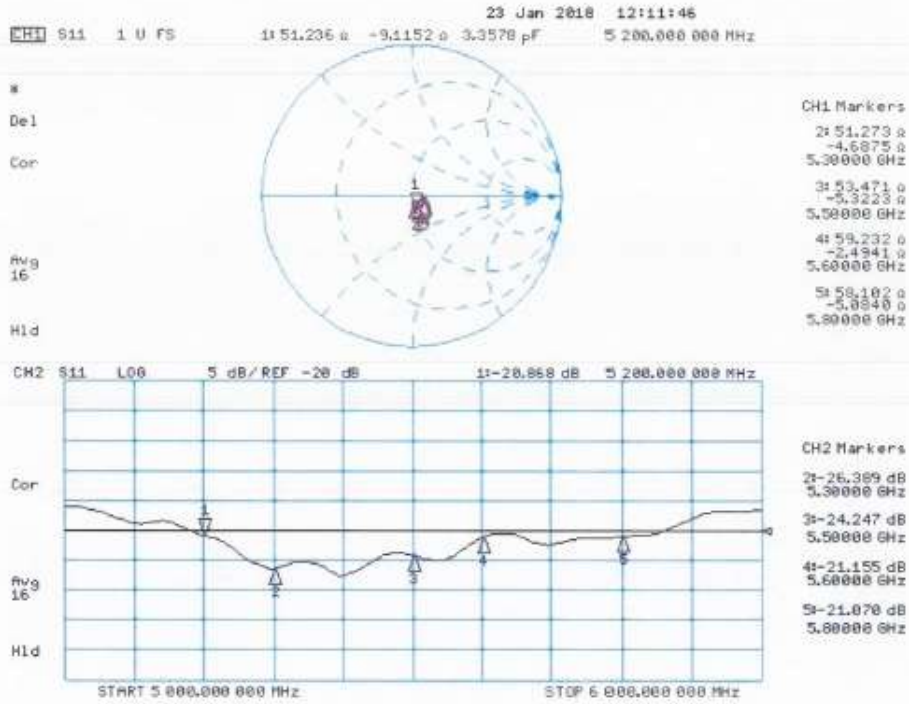 23 Jan 2018 12:11:46
CH1 S11 1 U FS 1: 51.236 Ω -9.1152 Ω 3.3578 pF 5 200.000 000 MHz
*
Del
Cor
Avg
16
Hld
CH1 Markers
2: 51.273 Ω
-4.6875 Ω
5.30000 GHz
3: 53.471 Ω
-5.3223 Ω
5.50000 GHz
4: 59.232 Ω
-2.4941 Ω
5.60000 GHz
5: 58.102 Ω
-5.0840 Ω
5.80000 GHz
1
CH2 S11 LOG 5 dB/REF -20 dB 1:-20.868 dB 5 200.000 000 MHz
Cor
Avg
16
Hld
1
2
3
4
5
CH2 Markers
2:-26.389 dB
5.30000 GHz
3:-24.247 dB
5.50000 GHz
4:-21.155 dB
5.60000 GHz
5:-21.070 dB
5.80000 GHz
START 5 000.000 000 MHz STOP 6 000.000 000 MHz